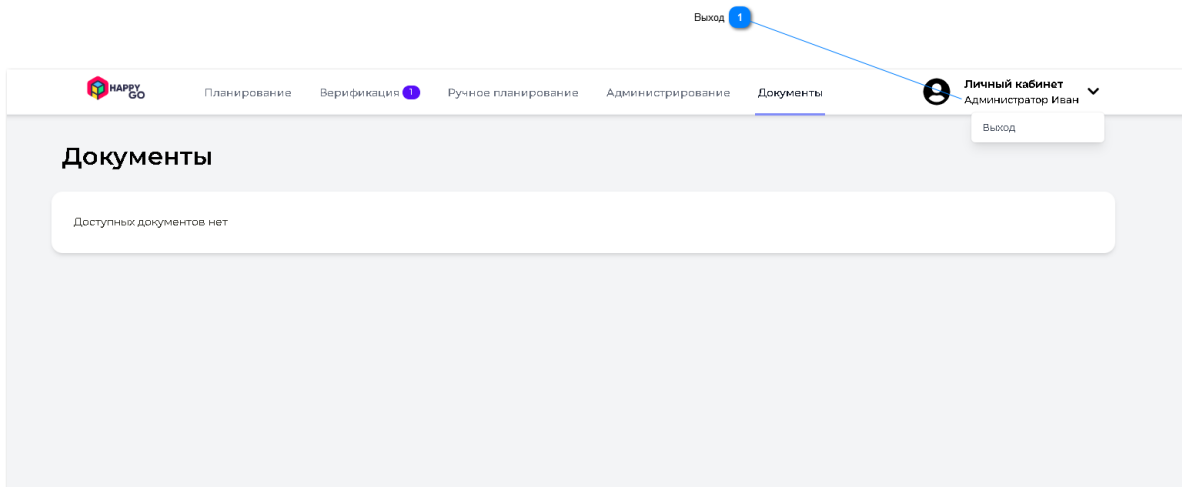 Выход 1
HAPPY
GO
Планирование
Верификация 1
Ручное планирование
Администрирование
Документы
Личный кабинет
Администратор Иван
Выход
Документы
Доступных документов нет